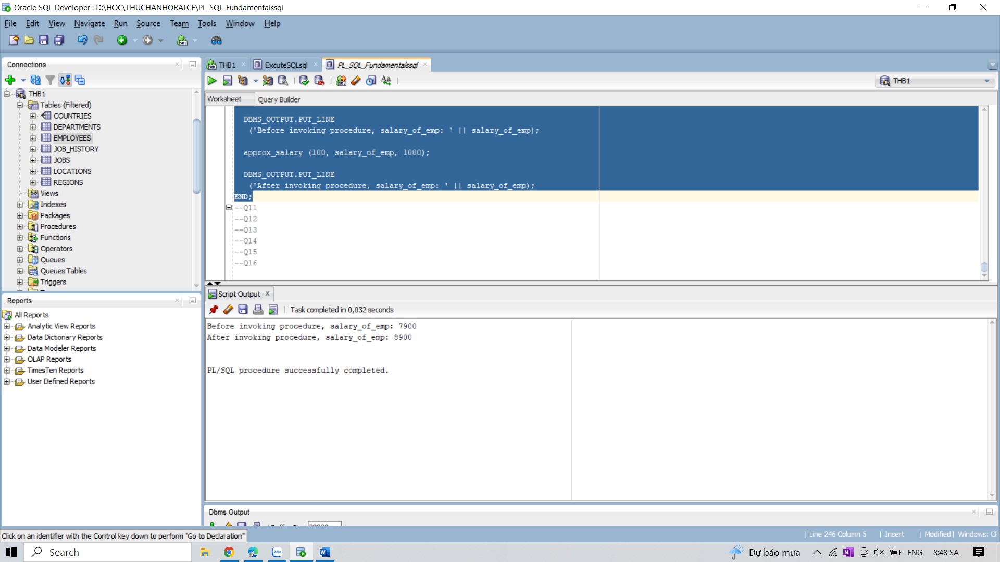 Oracle SQL Developer : D:\HOC\THUCHANHORALCE\PL_SQL_Fundamentalssql
File Edit View Navigate Run Source Team Tools Window Help
Connections
THB1
Tables (Filtered)
COUNTRIES
DEPARTMENTS
EMPLOYEES
JOB_HISTORY
JOBS
LOCATIONS
REGIONS
Views
Indexes
Packages
Procedures
Functions
Operators
Queues
Queues Tables
Triggers
Reports
All Reports
Analytic View Reports
Data Dictionary Reports
Data Modeler Reports
OLAP Reports
TimesTen Reports
User Defined Reports
THB1 ExcuteSQLsql PL_SQL_Fundamentalssql
THB1
Worksheet Query Builder
DBMS_OUTPUT.PUT_LINE
('Before invoking procedure, salary_of_emp: ' || salary_of_emp);
approx_salary (100, salary_of_emp, 1000);
DBMS_OUTPUT.PUT_LINE
('After invoking procedure, salary_of_emp: ' || salary_of_emp);
END;
--Q11
--Q12
--Q13
--Q14
--Q15
--Q16
Script Output
Task completed in 0,032 seconds
Before invoking procedure, salary_of_emp: 7900
After invoking procedure, salary_of_emp: 8900
PL/SQL procedure successfully completed.
Dbms Output
Click on an identifier with the Control key down to perform "Go to Declaration"
| Line 246 Column 5 | Insert | Modified | Windows: CF
Search
Dự báo mưa ENG 8:48 SA